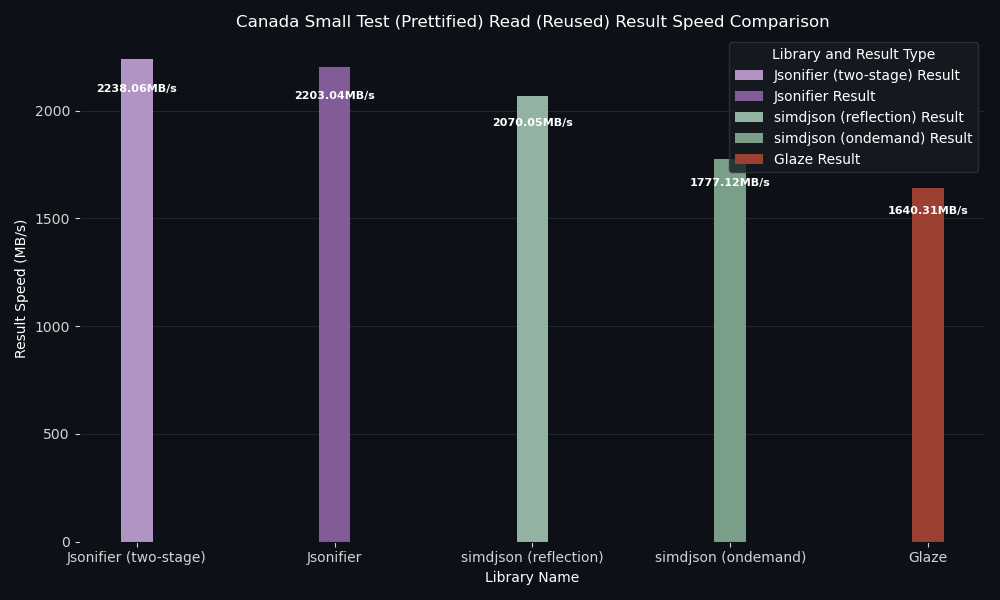 Canada Small Test (Prettified) Read (Reused) Result Speed Comparison
Library and Result Type
Jsonifier (two-stage) Result
Jsonifier Result
simdjson (reflection) Result
simdjson (ondemand) Result
Glaze Result
2238.06MB/s
2203.04MB/s
2070.05MB/s
1777.12MB/s
1640.31MB/s
Result Speed (MB/s)
2000
1500
1000
500
0
Jsonifier (two-stage)
Jsonifier
simdjson (reflection)
simdjson (ondemand)
Glaze
Library Name